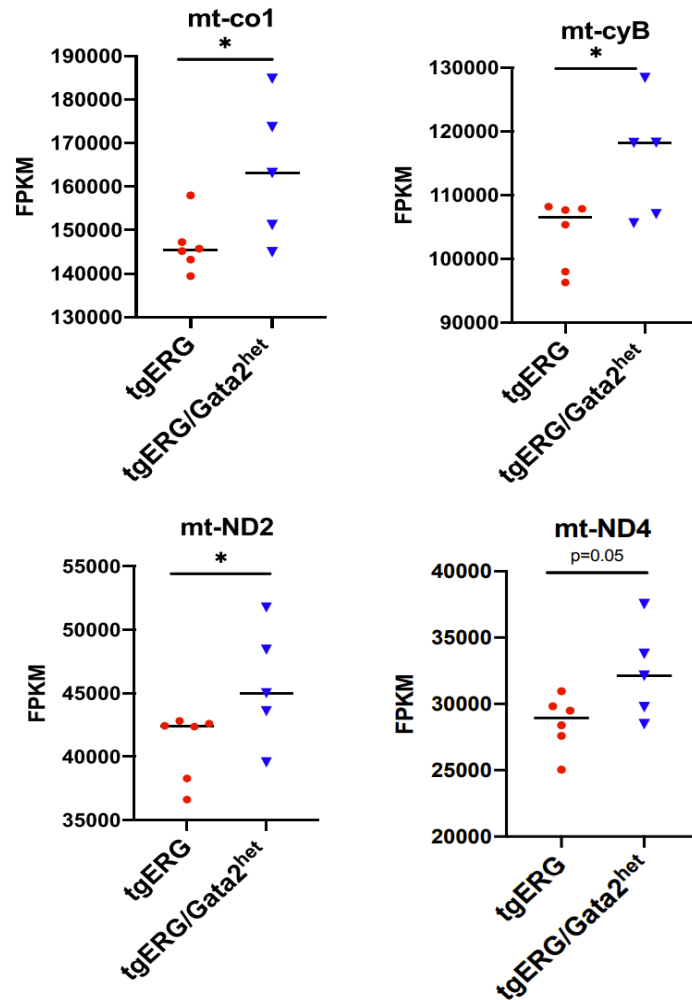 mt-co1
*
190000
180000
170000
160000
150000
140000
130000
FPKM
tgERG
tgERG/Gata2het
mt-cyB
*
130000
120000
110000
100000
90000
FPKM
tgERG
tgERG/Gata2het
mt-ND2
*
55000
50000
45000
40000
35000
FPKM
tgERG
tgERG/Gata2het
mt-ND4
p=0.05
40000
35000
30000
25000
20000
FPKM
tgERG
tgERG/Gata2het